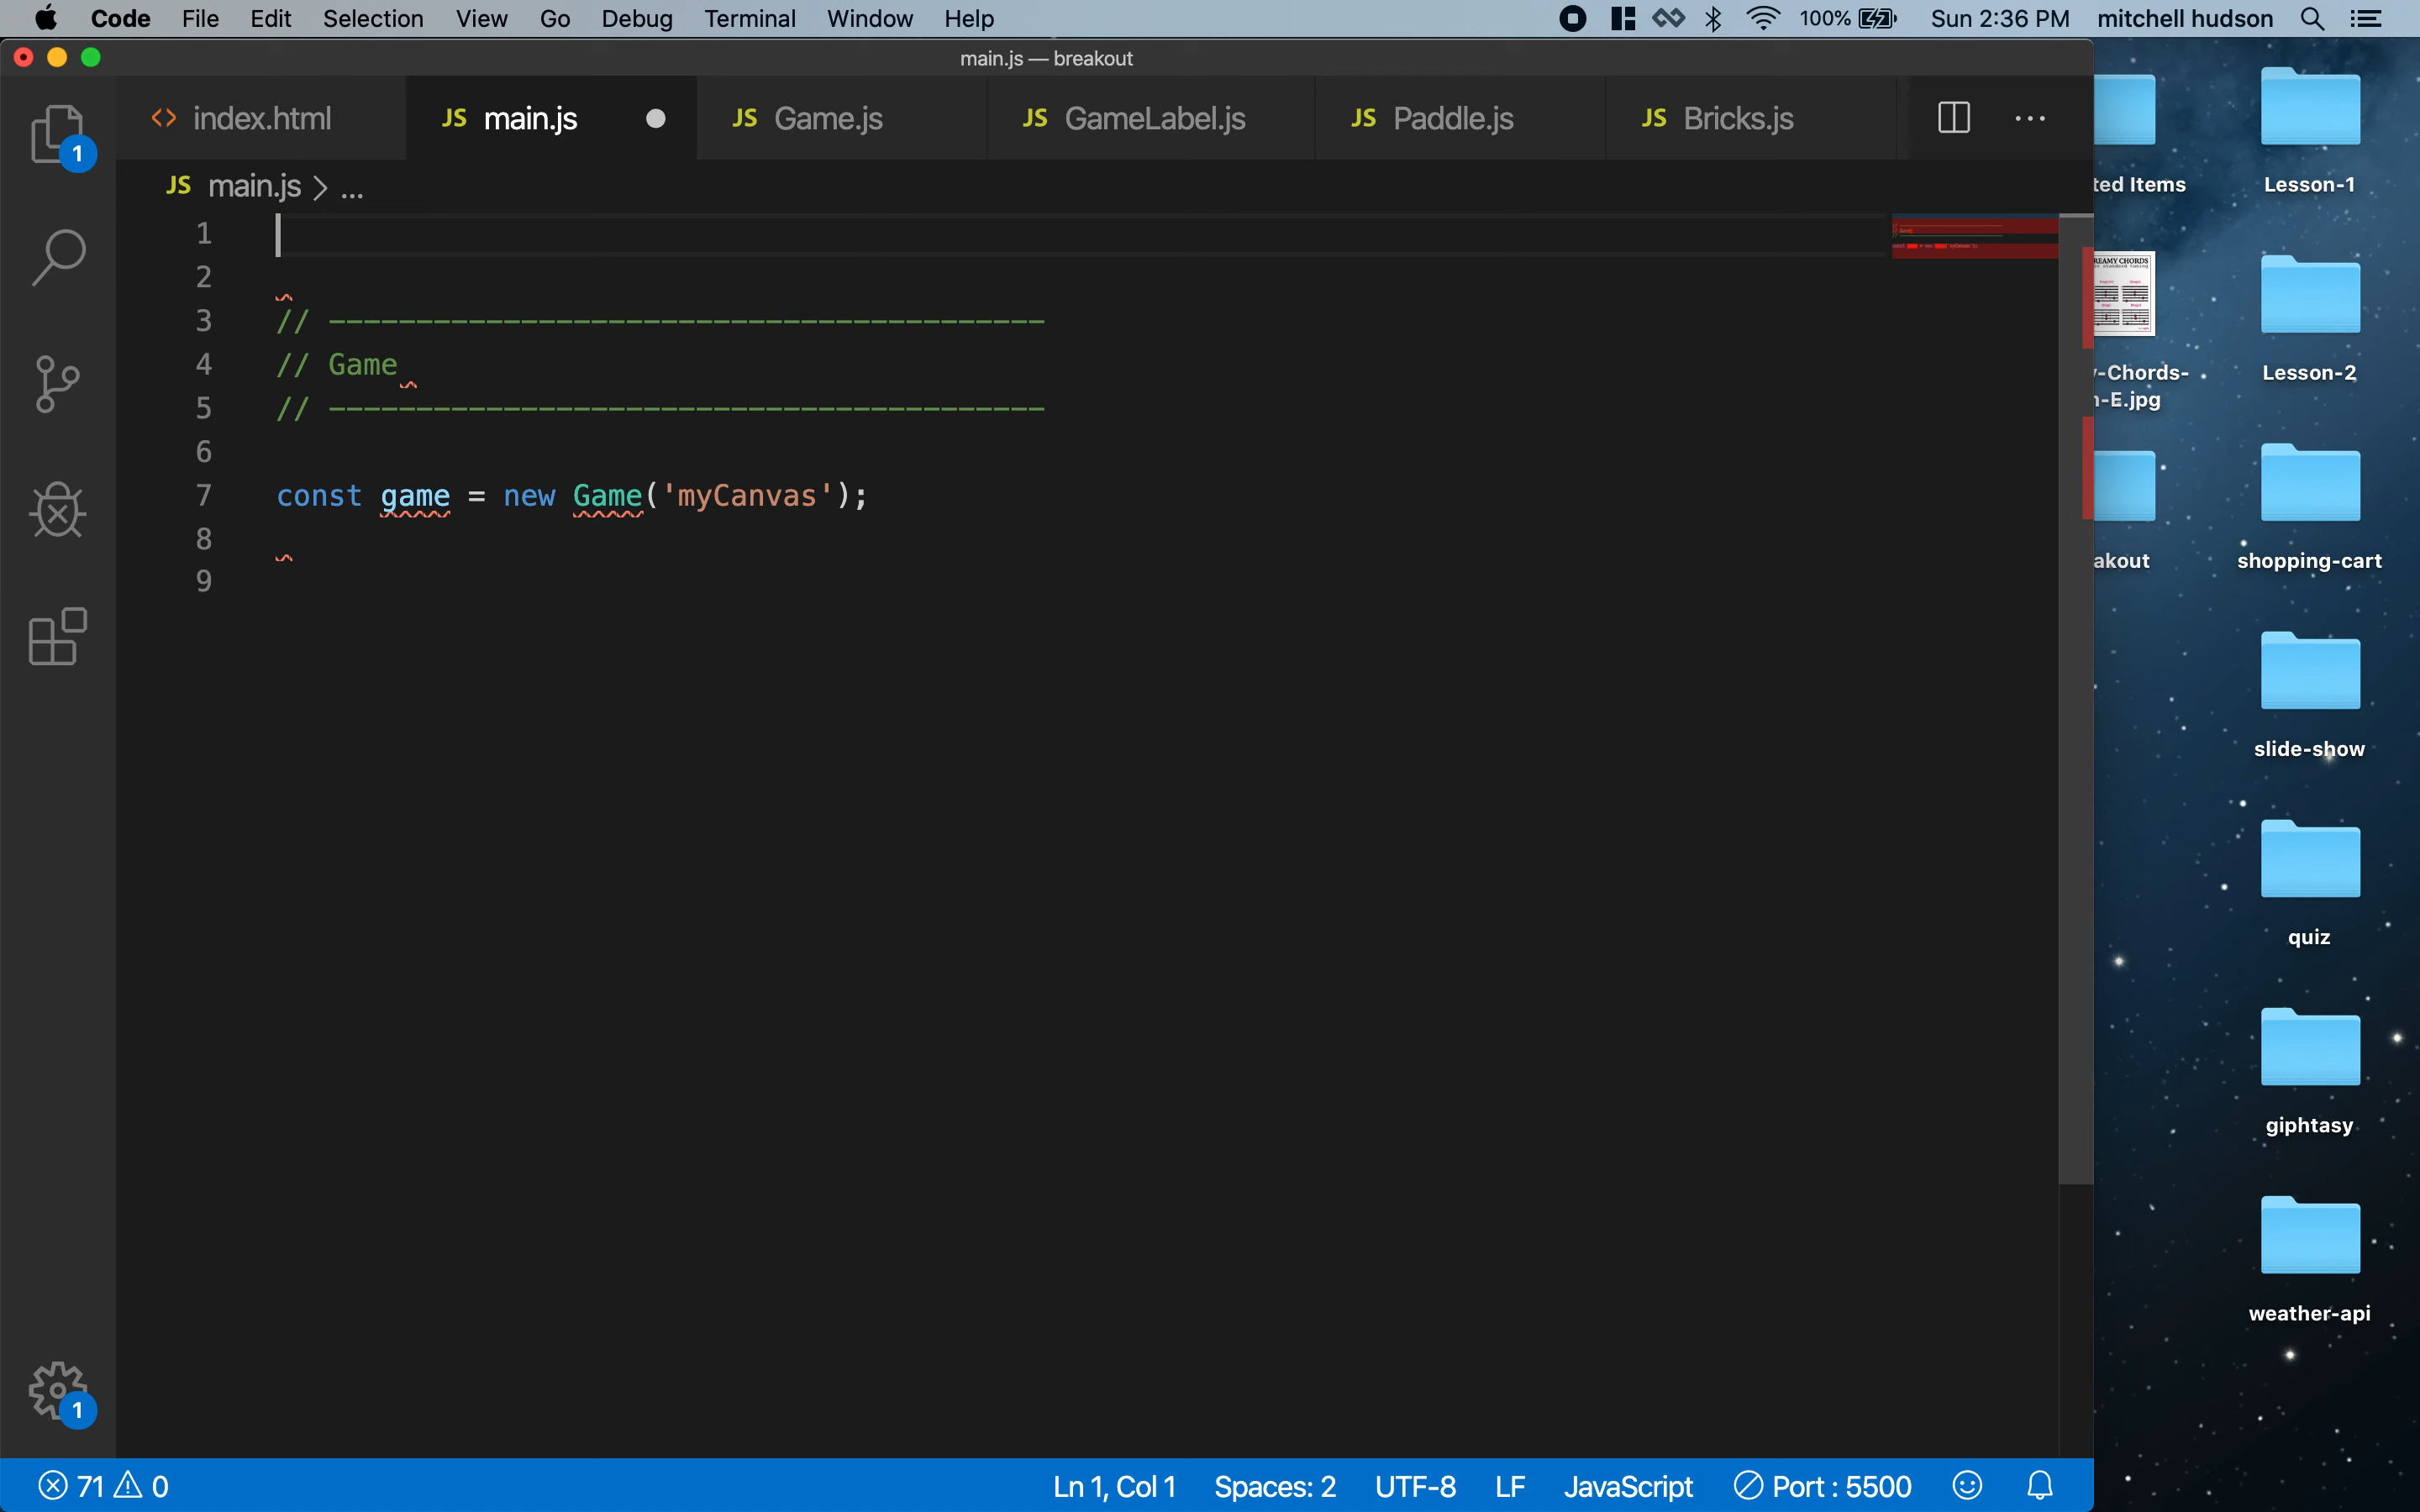 Code File Edit Selection View Go Debug Terminal Window Help 100% Sun 2:36 PM mitchell hudson
main.js — breakout
<> index.html JS main.js JS Game.js JS GameLabel.js JS Paddle.js JS Bricks.js ...
JS main.js > ...
1
2
3 // -----------------------------------------
4 // Game
5 // -----------------------------------------
6
7 const game = new Game('myCanvas');
8
9
1
1
71 0 Ln 1, Col 1 Spaces: 2 UTF-8 LF JavaScript Port : 5500
ted Items
REAMY CHORDS
y-Chords-
n-E.jpg
akout
Lesson-1
Lesson-2
shopping-cart
slide-show
quiz
giphtasy
weather-api